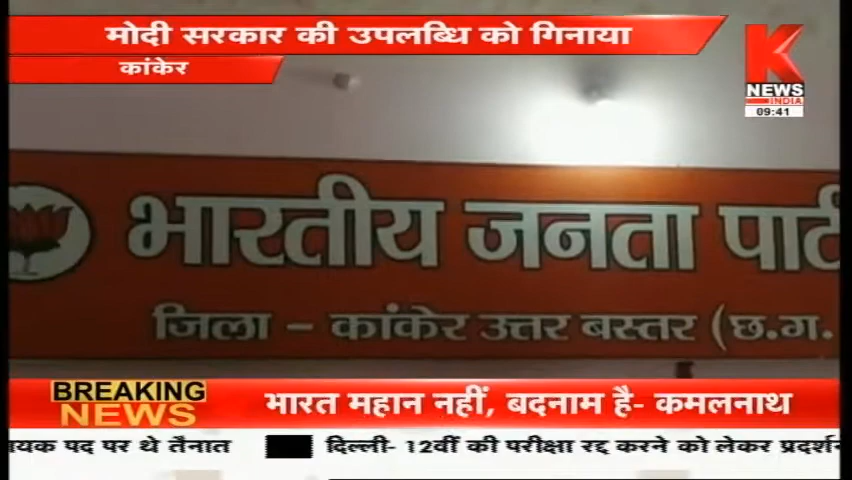 मोदी सरकार की उपलब्धि को गिनाया
कांकेर
K
NEWS
INDIA
09:41
भारतीय जनता पार्टी
जिला - कांकेर उत्तर बस्तर (छ.ग.
BREAKING
NEWS
भारत महान नहीं, बदनाम है- कमलनाथ
यक पद पर थे तैनात
दिल्ली- 12वीं की परीक्षा रद्द करने को लेकर प्रदर्शन